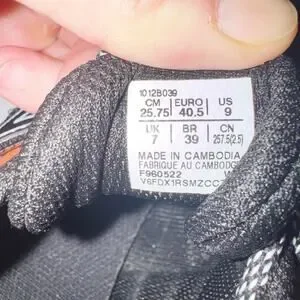 1012B039
CM EURO US
25.75 40.5 9
UK BR CN
7 39 257.5(2.5)
MADE IN CAMBODIA
FABRIQUE AU CAMBODGE
F960522